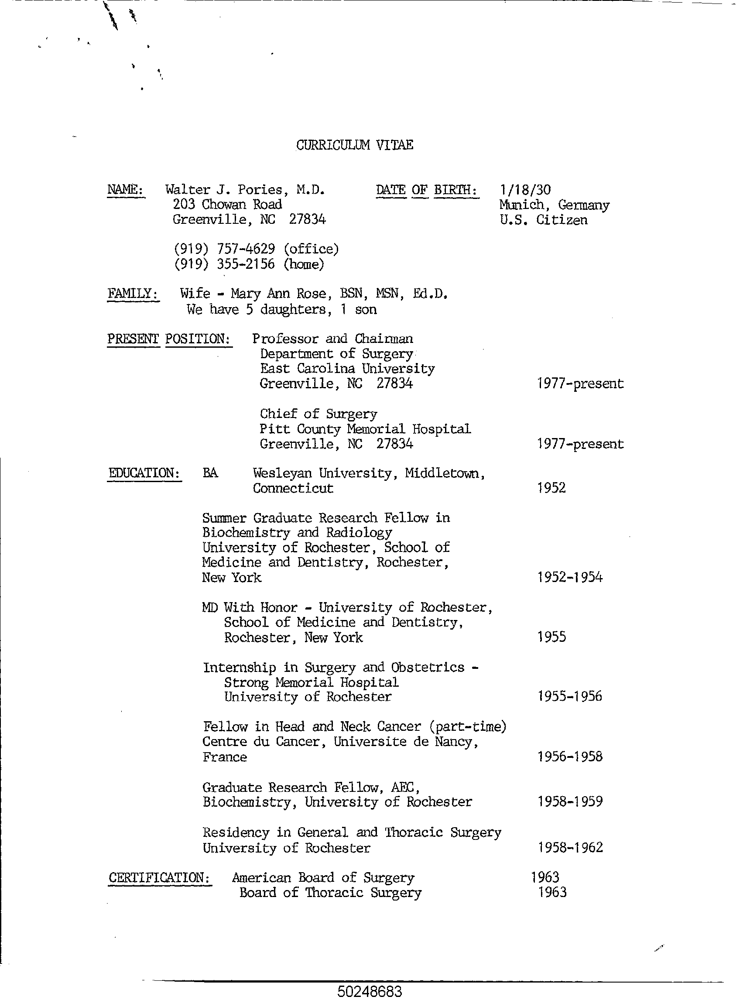 CURRICULUM VITAE
NAME: Walter J. Pories, M.D. DATE OF BIRTH: 1/18/30
203 Chowan Road Munich, Germany
Greenville, NC 27834 U.S. Citizen
(919) 757-4629 (office)
(919) 355-2156 (home)
FAMILY: Wife - Mary Ann Rose, BSN, MSN, Ed.D.
We have 5 daughters, 1 son
PRESENT POSITION: Professor and Chairman
Department of Surgery
East Carolina University
Greenville, NC 27834 1977-present
Chief of Surgery
Pitt County Memorial Hospital
Greenville, NC 27834 1977-present
EDUCATION: BA Wesleyan University, Middletown,
Connecticut 1952
Summer Graduate Research Fellow in
Biochemistry and Radiology
University of Rochester, School of
Medicine and Dentistry, Rochester,
New York 1952-1954
MD With Honor - University of Rochester,
School of Medicine and Dentistry,
Rochester, New York 1955
Internship in Surgery and Obstetrics -
Strong Memorial Hospital
University of Rochester 1955-1956
Fellow in Head and Neck Cancer (part-time)
Centre du Cancer, Universite de Nancy,
France 1956-1958
Graduate Research Fellow, AEC,
Biochemistry, University of Rochester 1958-1959
Residency in General and Thoracic Surgery
University of Rochester 1958-1962
CERTIFICATION: American Board of Surgery 1963
Board of Thoracic Surgery 1963
50248683